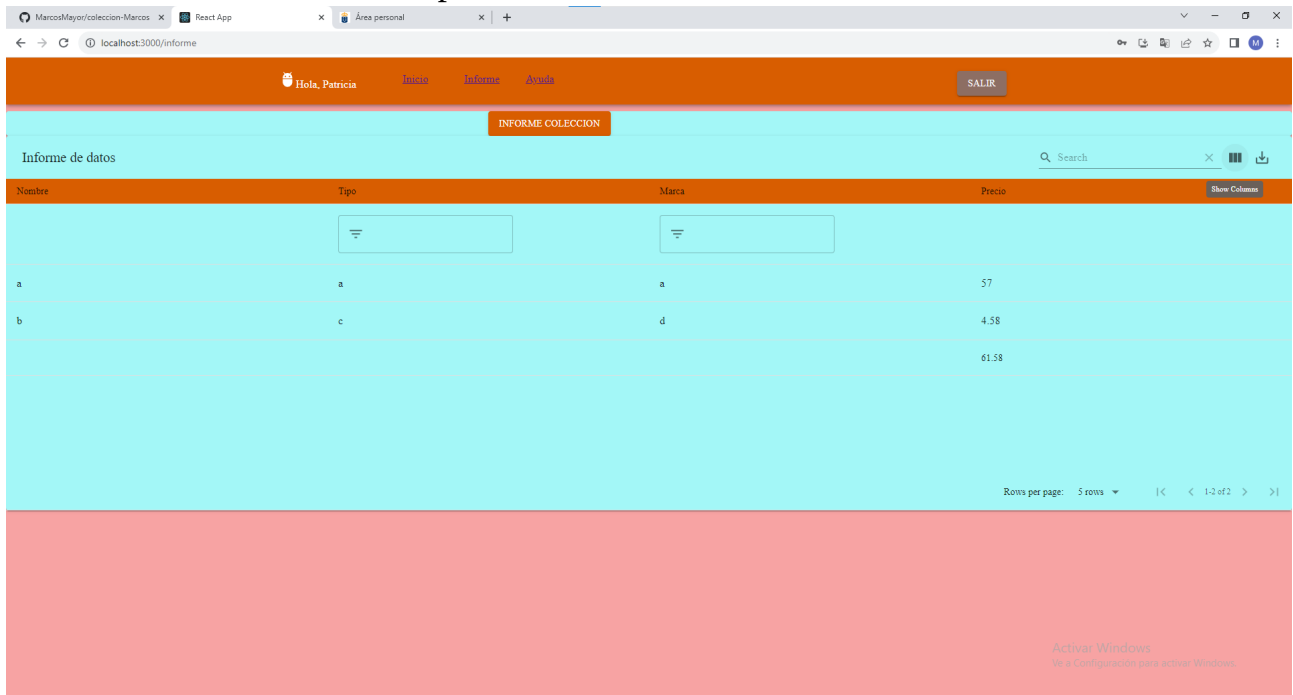 MarcosMayor/coleccion-Marcos
React App
Área personal
localhost:3000/informe
M
Hola, Patricia
Inicio
Informe
Ayuda
SALIR
INFORME COLECCION
Informe de datos
Search
Show Columns
Nombre Tipo Marca Precio
a a a 57
b c d 4.58
61.58
Rows per page: 5 rows 1-2 of 2
Activar Windows
Ve a Configuración para activar Windows.